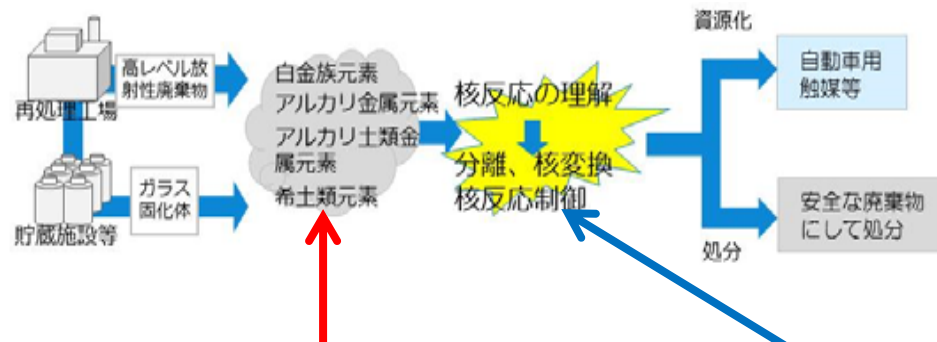 再処理工場
高レベル放
射性廃棄物
貯蔵施設等
ガラス
固化体
白金族元素
アルカリ金属元素
アルカリ土類金
属元素
希土類元素
核反応の理解
分離、核変換
核反応制御
資源化
自動車用
触媒等
処分
安全な廃棄物
にして処分